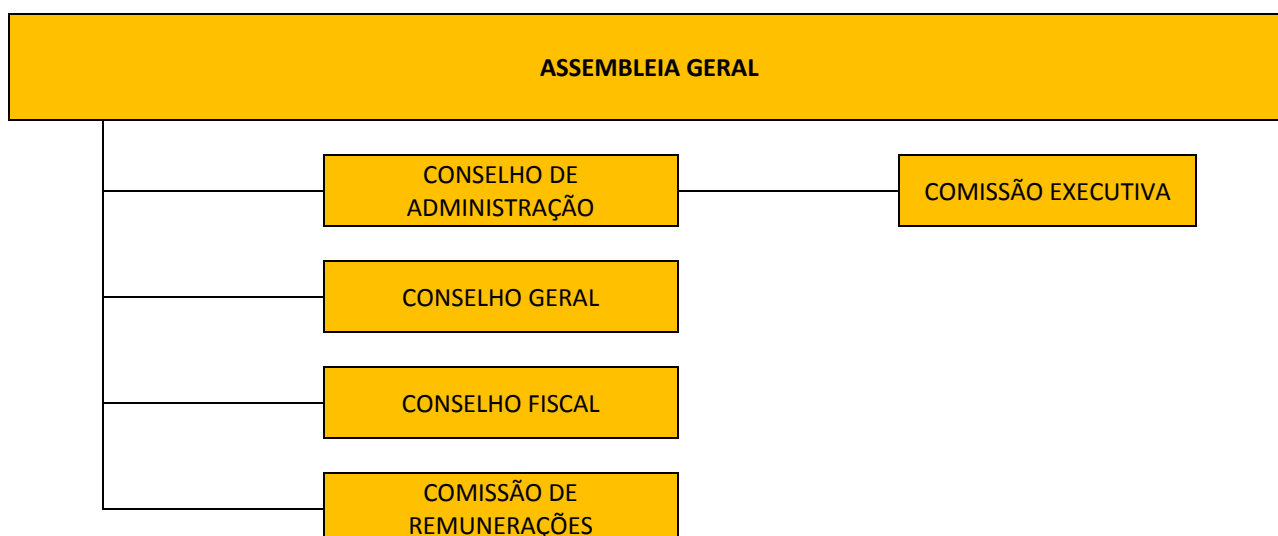 ASSEMBLEIA GERAL
CONSELHO DE
ADMINISTRAÇÃO
COMISSÃO EXECUTIVA
CONSELHO GERAL
CONSELHO FISCAL
COMISSÃO DE
REMUNERAÇÕES